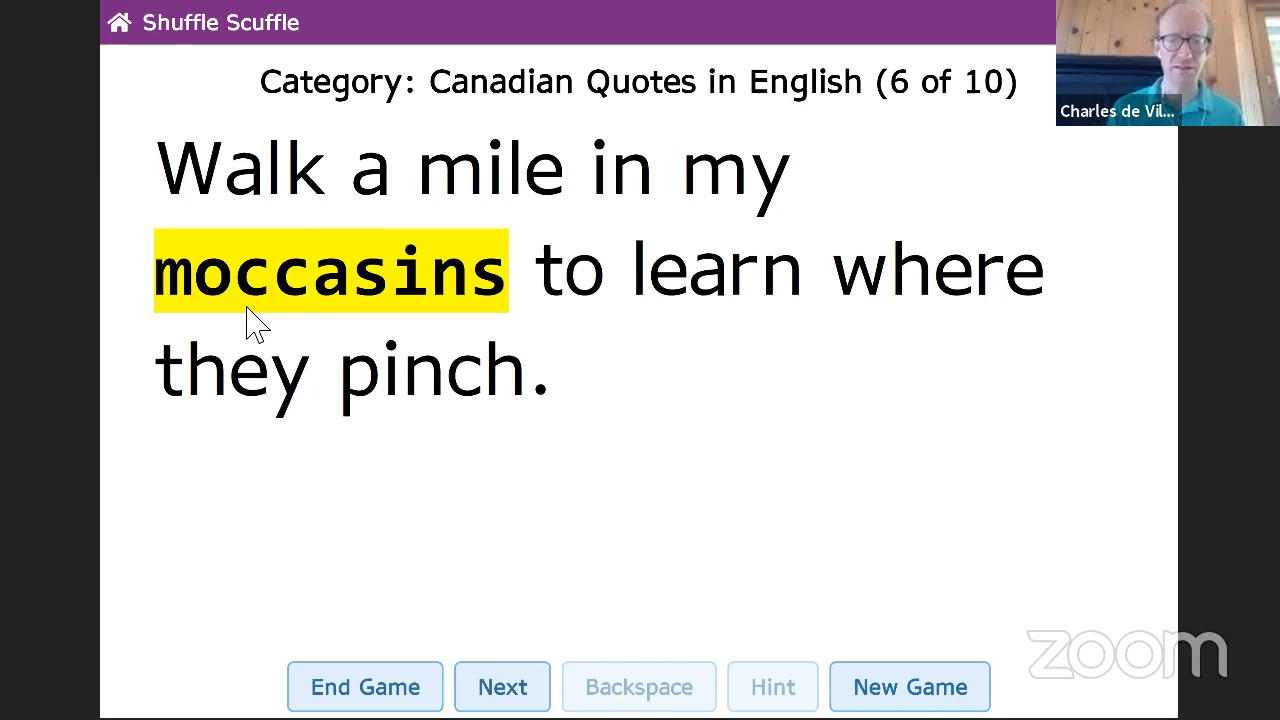 Shuffle Scuffle
Category: Canadian Quotes in English (6 of 10)
Charles de Vil...
Walk a mile in my
moccasins to learn where
they pinch.
End Game
Next
Backspace
Hint
New Game
zoom